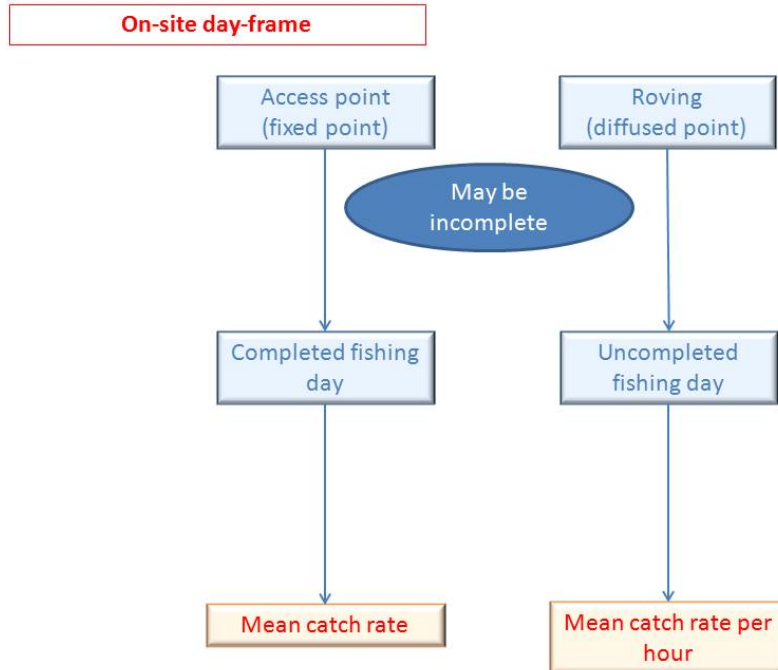 On-site day-frame
Access point
(fixed point)
Roving
(diffused point)
May be
incomplete
Completed fishing
day
Uncompleted
fishing day
Mean catch rate
Mean catch rate per
hour